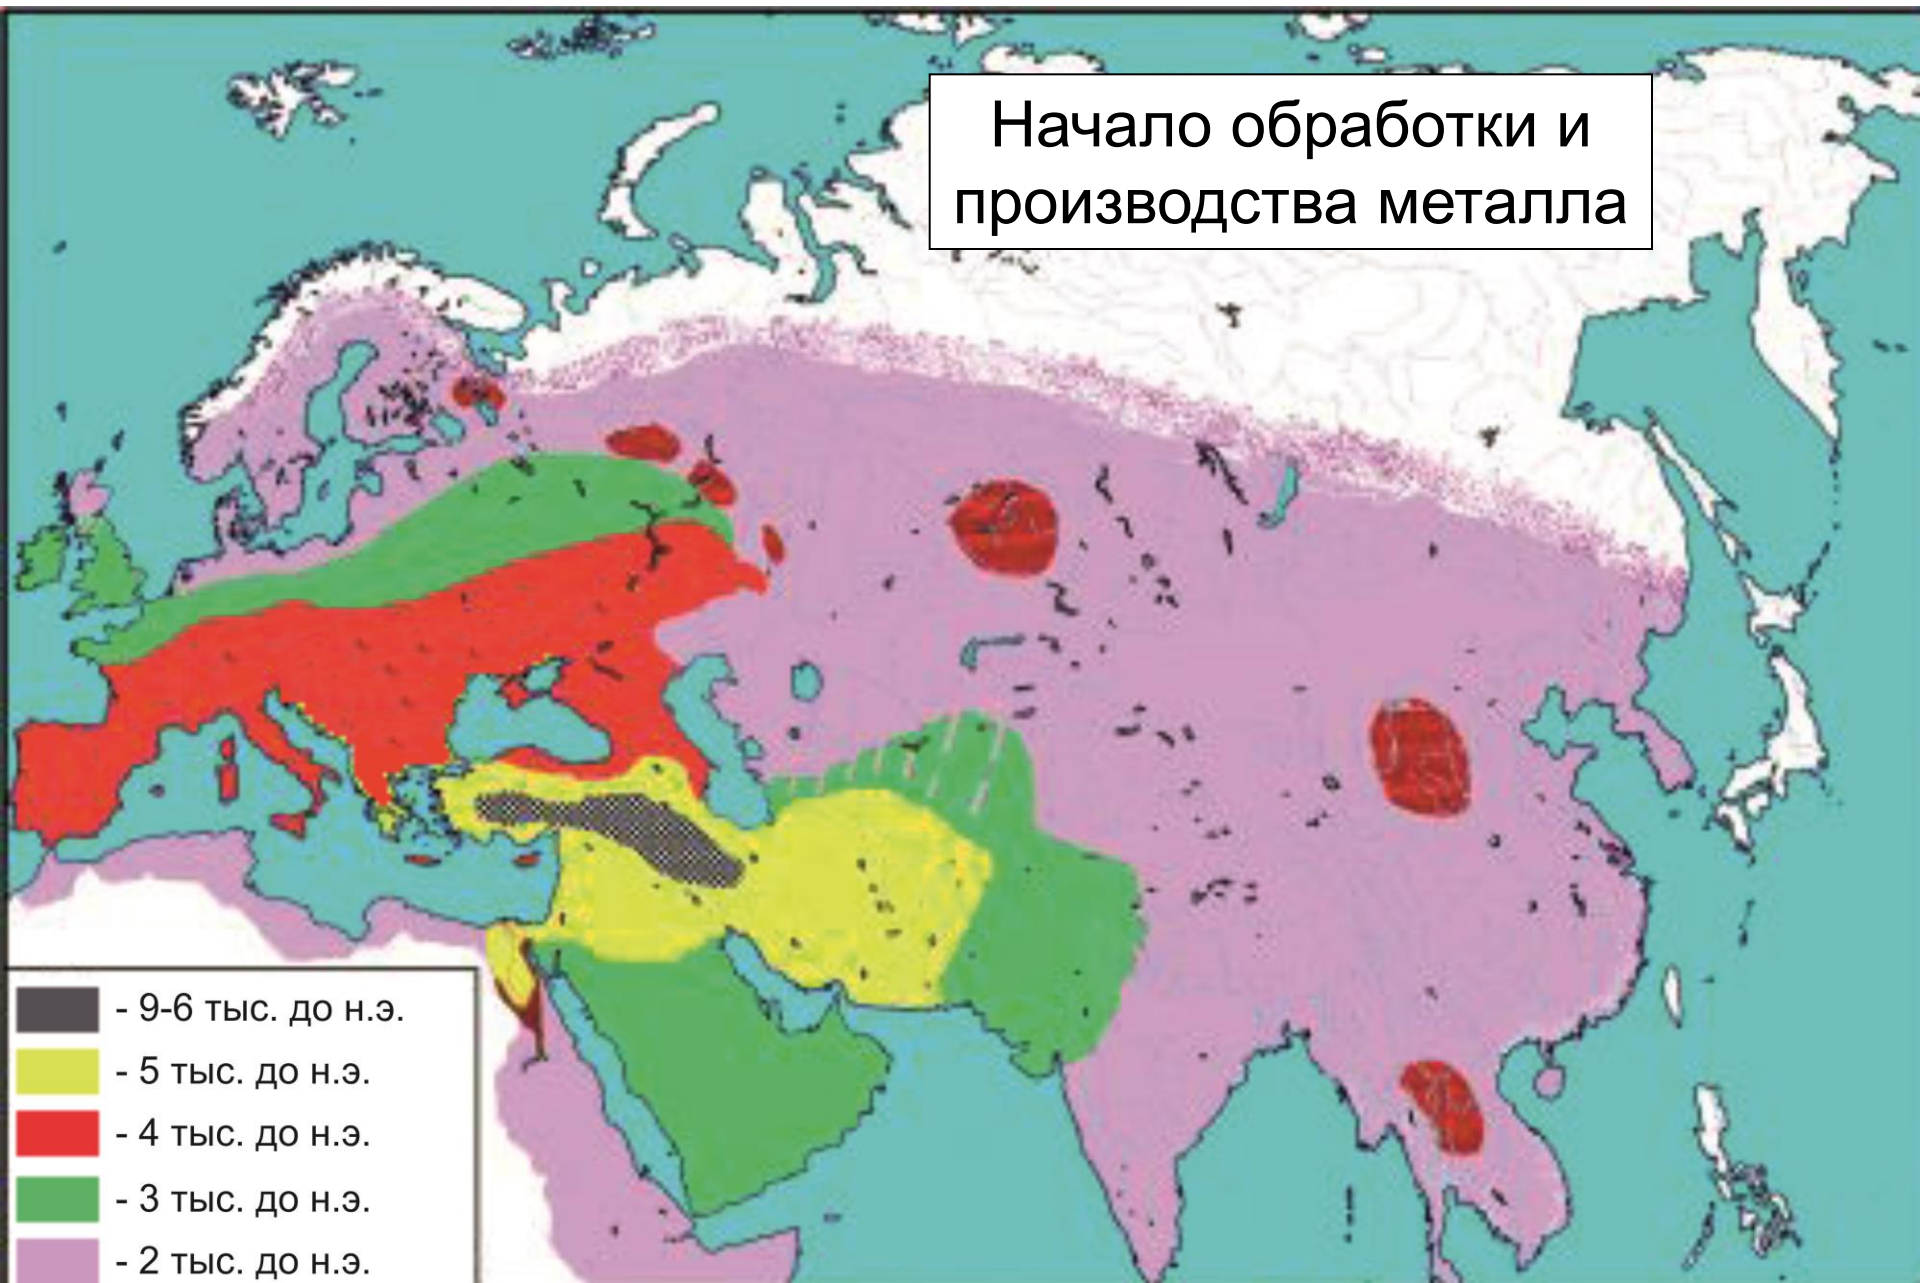 Начало обработки и
производства металла
- 9-6 тыс. до н.э.
- 5 тыс. до н.э.
- 4 тыс. до н.э.
- 3 тыс. до н.э.
- 2 тыс. до н.э.